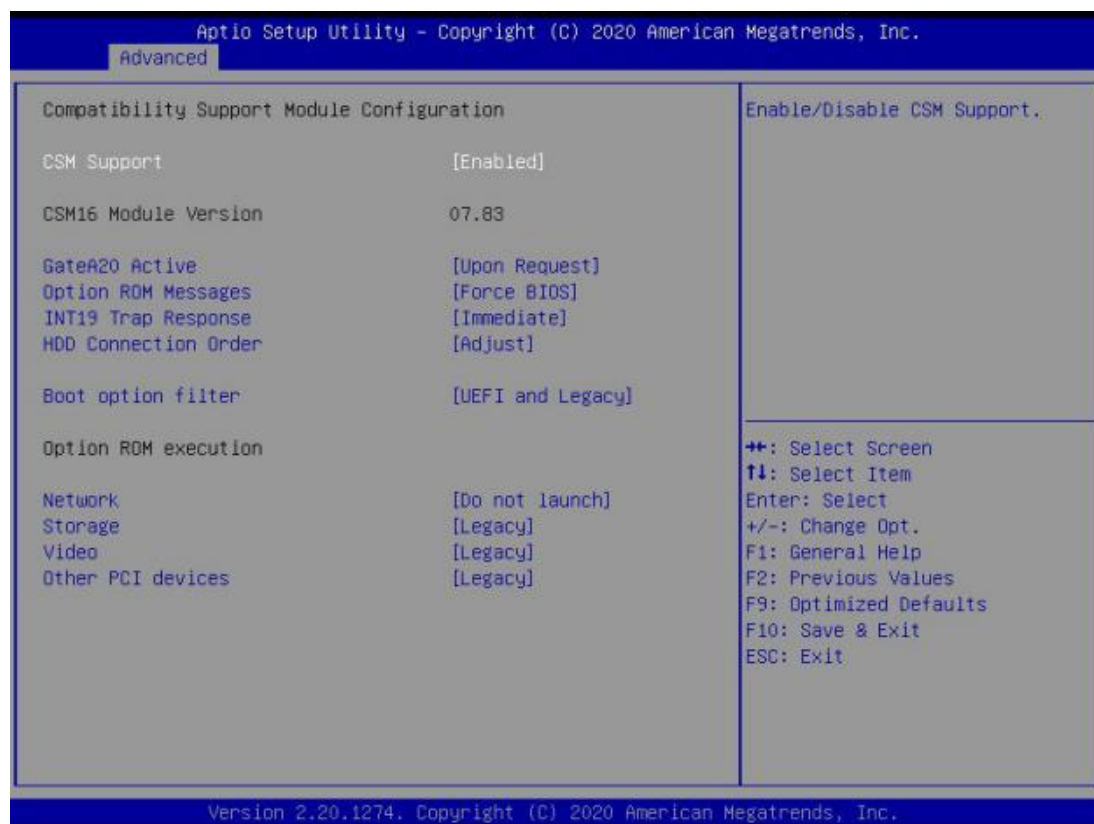 Aptio Setup Utility – Copyright (C) 2020 American Megatrends, Inc.
Advanced
Compatibility Support Module Configuration
CSM Support [Enabled]
CSM16 Module Version 07.83
GateA20 Active [Upon Request]
Option ROM Messages [Force BIOS]
INT19 Trap Response [Immediate]
HDD Connection Order [Adjust]
Boot option filter [UEFI and Legacy]
Option ROM execution
Network [Do not launch]
Storage [Legacy]
Video [Legacy]
Other PCI devices [Legacy]
Enable/Disable CSM Support.
→←: Select Screen
↑↓: Select Item
Enter: Select
+/-: Change Opt.
F1: General Help
F2: Previous Values
F9: Optimized Defaults
F10: Save & Exit
ESC: Exit
Version 2.20.1274. Copyright (C) 2020 American Megatrends, Inc.